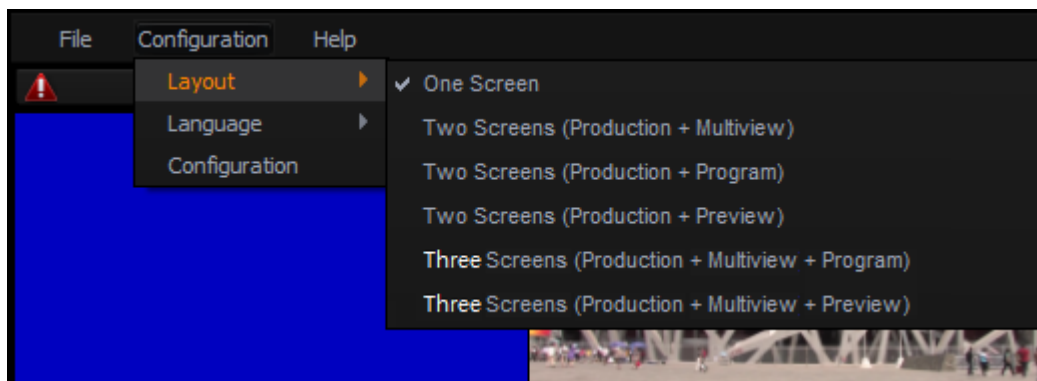 File Configuration Help
Layout
Language
Configuration
One Screen
Two Screens (Production + Multiview)
Two Screens (Production + Program)
Two Screens (Production + Preview)
Three Screens (Production + Multiview + Program)
Three Screens (Production + Multiview + Preview)